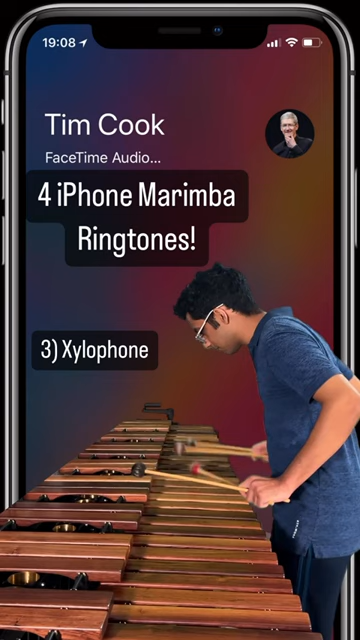 19:08
Tim Cook
FaceTime Audio...
4 iPhone Marimba
Ringtones!
3) Xylophone